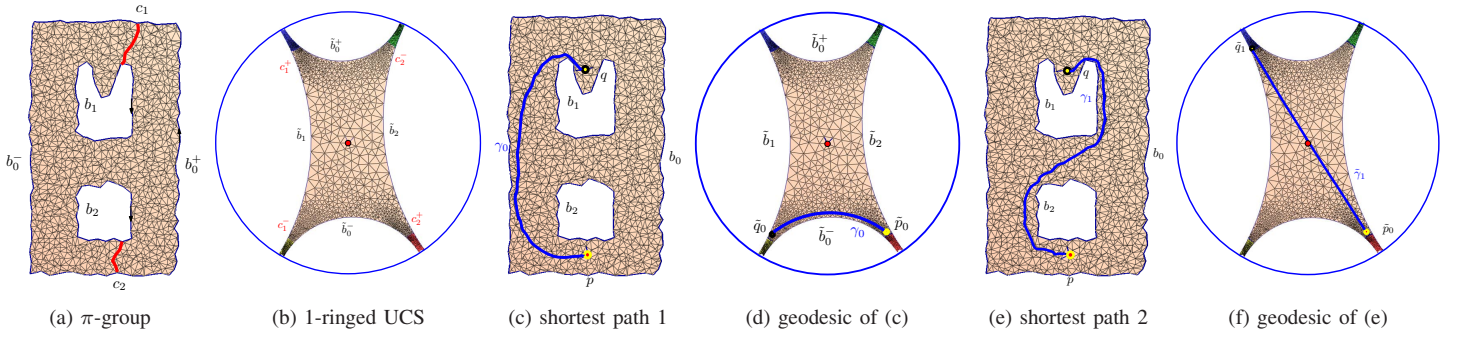 c₁
b₁
b₀⁻
b₀⁺
b₂
c₂
(a) π-group
b̃₀⁺
c₁⁺
c₂⁻
b̃₁
b̃₂
c₁⁻
c₂⁺
b̃₀⁻
(b) 1-ringed UCS
q
b₁
γ₀
b₀
b₂
p
(c) shortest path 1
b̃₀⁺
b̃₁
b̃₂
q̃₀
p̃₀
γ̃₀
b̃₀⁻
(d) geodesic of (c)
q
b₁
γ₁
b₀
b₂
p
(e) shortest path 2
q̃₁
γ̃₁
p̃₀
(f) geodesic of (e)